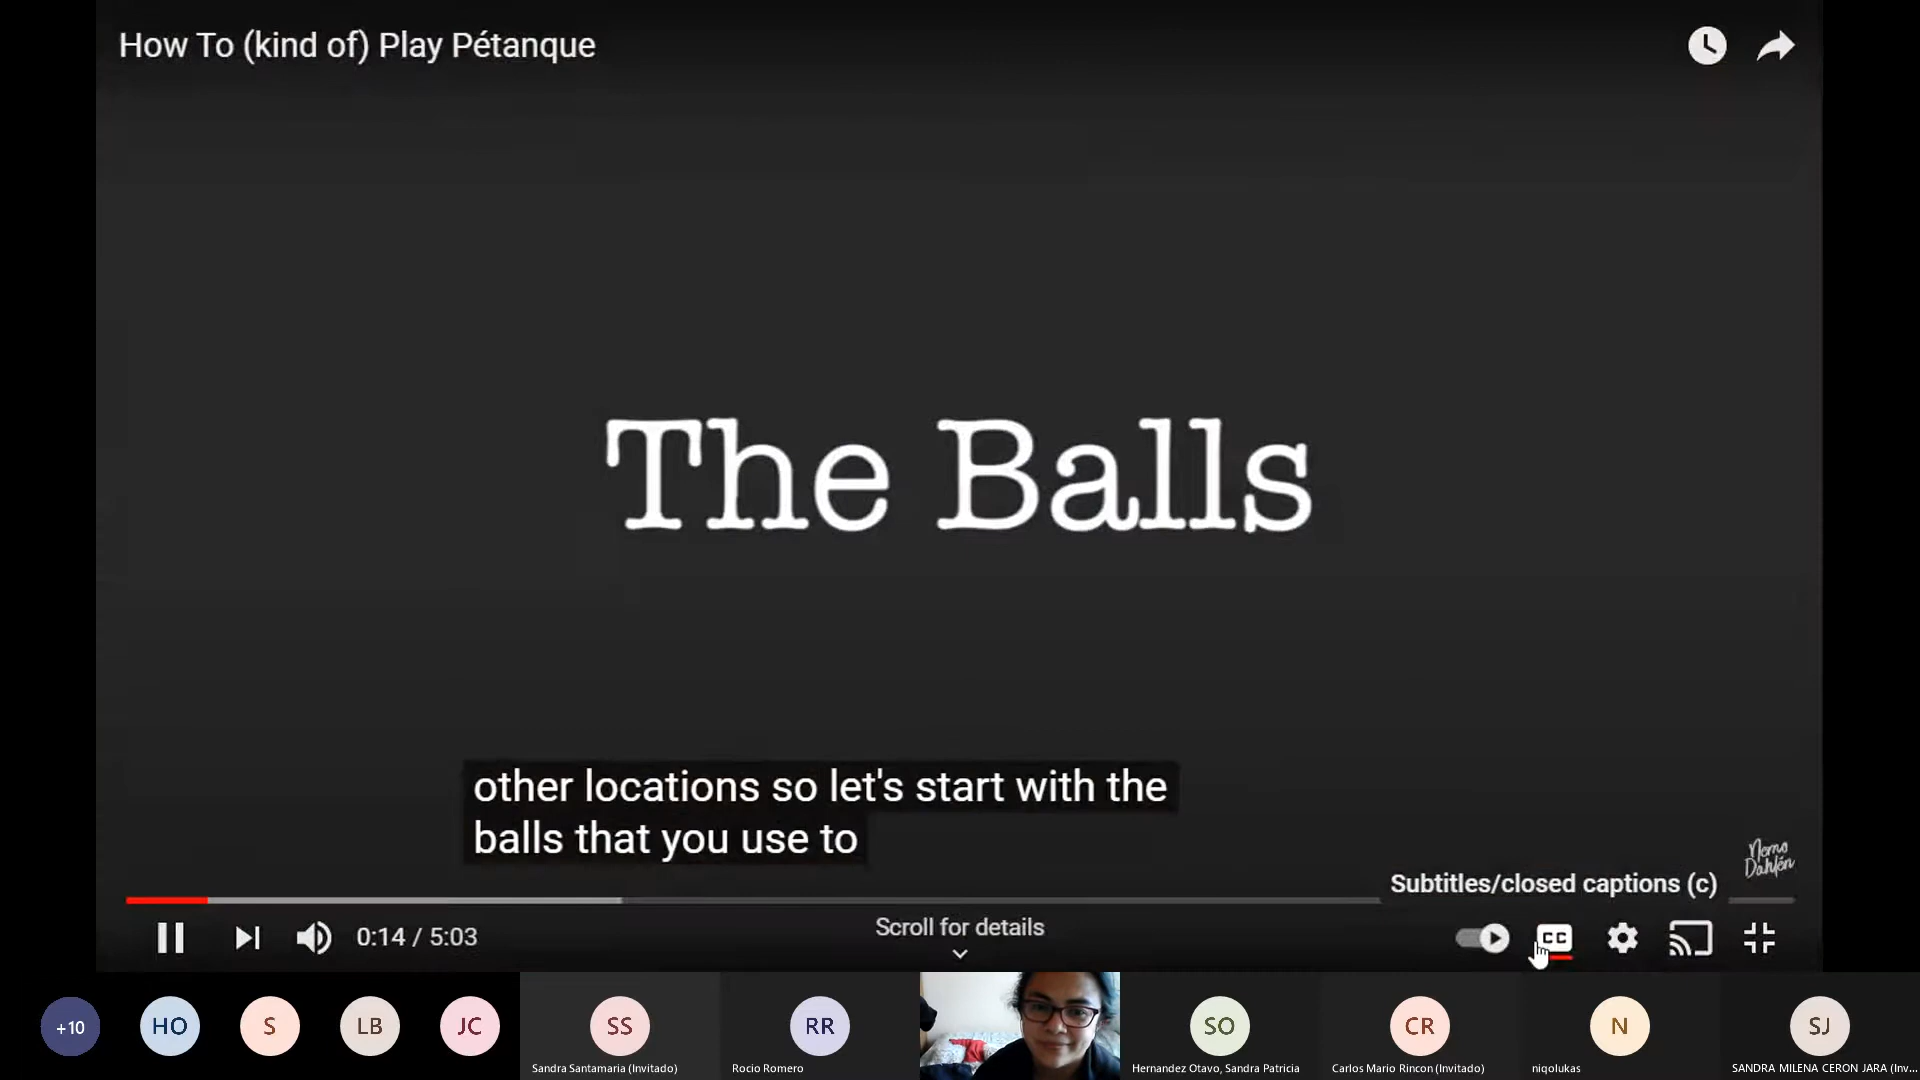 How To (kind of) Play Pétanque
The Balls
other locations so let's start with the
balls that you use to
Nemo
Dahlén
Subtitles/closed captions (c)
0:14 / 5:03
Scroll for details
CC
+10
HO
S
LB
JC
SS
RR
SO
CR
N
SJ
Sandra Santamaria (Invitado)
Rocio Romero
Hernandez Otavo, Sandra Patricia
Carlos Mario Rincon (Invitado)
niqolukas
SANDRA MILENA CERON JARA (Inv...